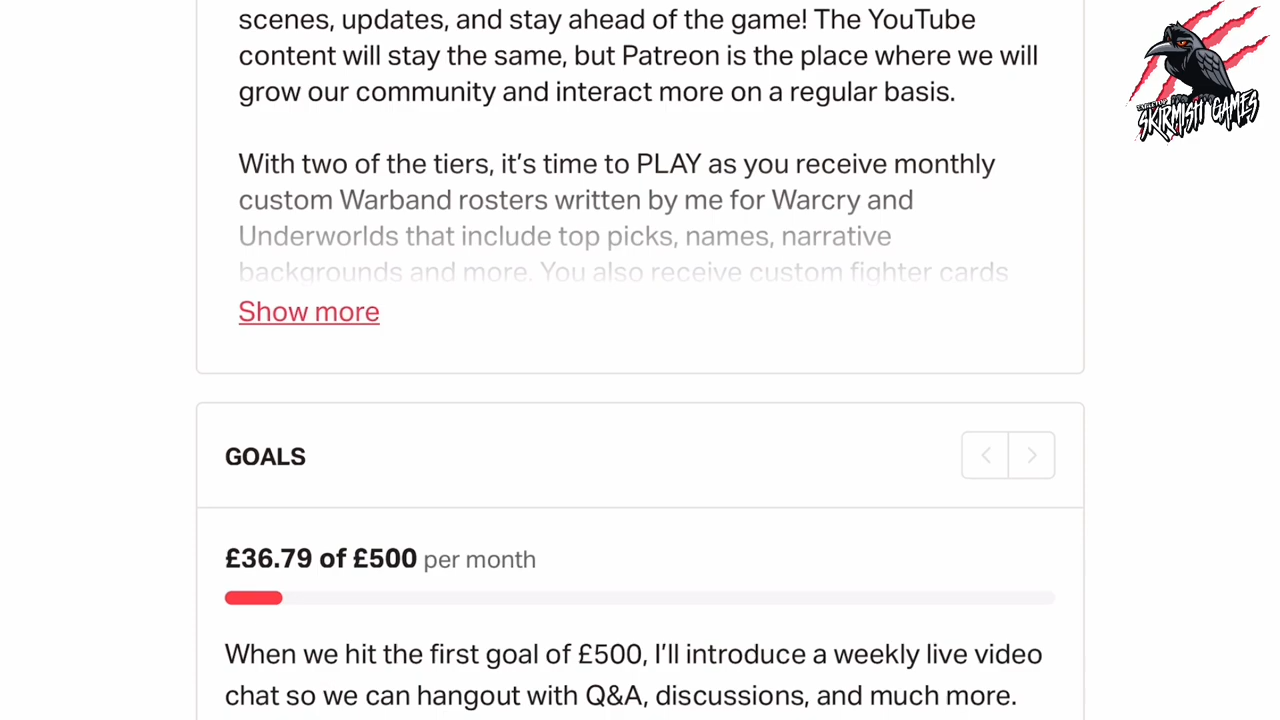 scenes, updates, and stay ahead of the game! The YouTube
content will stay the same, but Patreon is the place where we will
grow our community and interact more on a regular basis.
With two of the tiers, it’s time to PLAY as you receive monthly
custom Warband rosters written by me for Warcry and
Underworlds that include top picks, names, narrative
backgrounds and more. You also receive custom fighter cards
Show more
GOALS
£36.79 of £500 per month
When we hit the first goal of £500, I’ll introduce a weekly live video
chat so we can hangout with Q&A, discussions, and much more.
TABLETOP
SKIRMISH GAMES